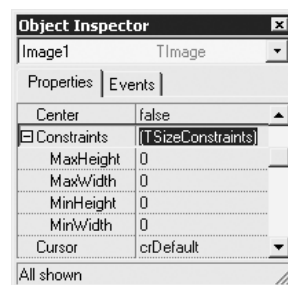 Object Inspector
Image1 TImage
Properties Events
Center false
Constraints (TSizeConstraints)
MaxHeight 0
MaxWidth 0
MinHeight 0
MinWidth 0
Cursor crDefault
All shown